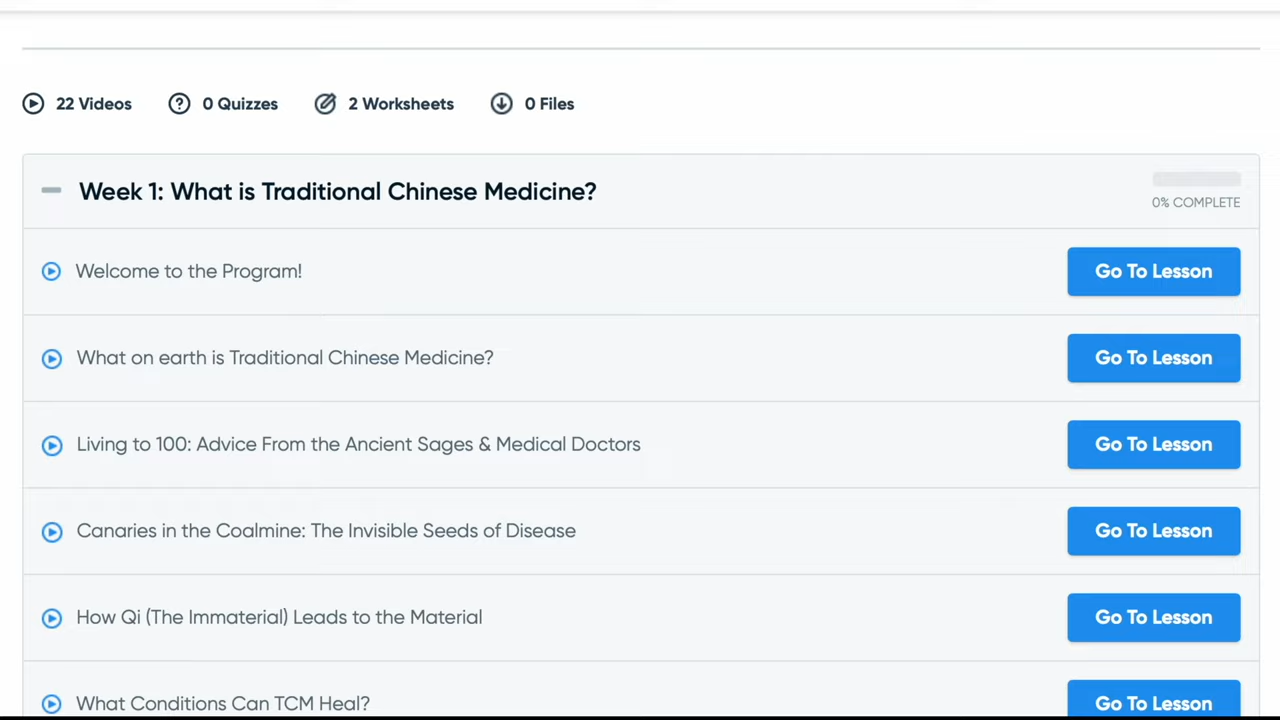 22 Videos 0 Quizzes 2 Worksheets 0 Files
Week 1: What is Traditional Chinese Medicine?
0% COMPLETE
Welcome to the Program! Go To Lesson
What on earth is Traditional Chinese Medicine? Go To Lesson
Living to 100: Advice From the Ancient Sages & Medical Doctors Go To Lesson
Canaries in the Coalmine: The Invisible Seeds of Disease Go To Lesson
How Qi (The Immaterial) Leads to the Material Go To Lesson
What Conditions Can TCM Heal? Go To Lesson